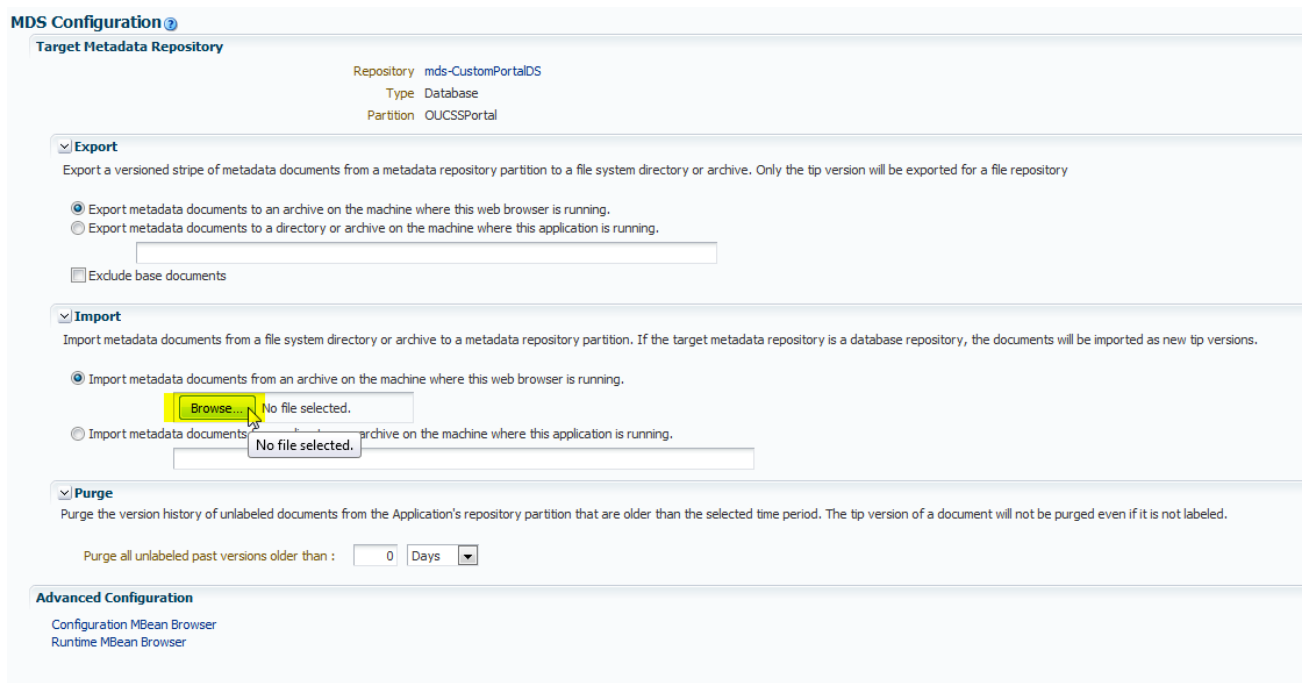 MDS Configuration
Target Metadata Repository
Repository mds-CustomPortalDS
Type Database
Partition OUCSSPortal
Export
Export a versioned stripe of metadata documents from a metadata repository partition to a file system directory or archive. Only the tip version will be exported for a file repository
Export metadata documents to an archive on the machine where this web browser is running.
Export metadata documents to a directory or archive on the machine where this application is running.
Exclude base documents
Import
Import metadata documents from a file system directory or archive to a metadata repository partition. If the target metadata repository is a database repository, the documents will be imported as new tip versions.
Import metadata documents from an archive on the machine where this web browser is running.
Browse... No file selected.
Import metadata documents archive on the machine where this application is running.
No file selected.
Purge
Purge the version history of unlabeled documents from the Application's repository partition that are older than the selected time period. The tip version of a document will not be purged even if it is not labeled.
Purge all unlabeled past versions older than : 0 Days
Advanced Configuration
Configuration MBean Browser
Runtime MBean Browser